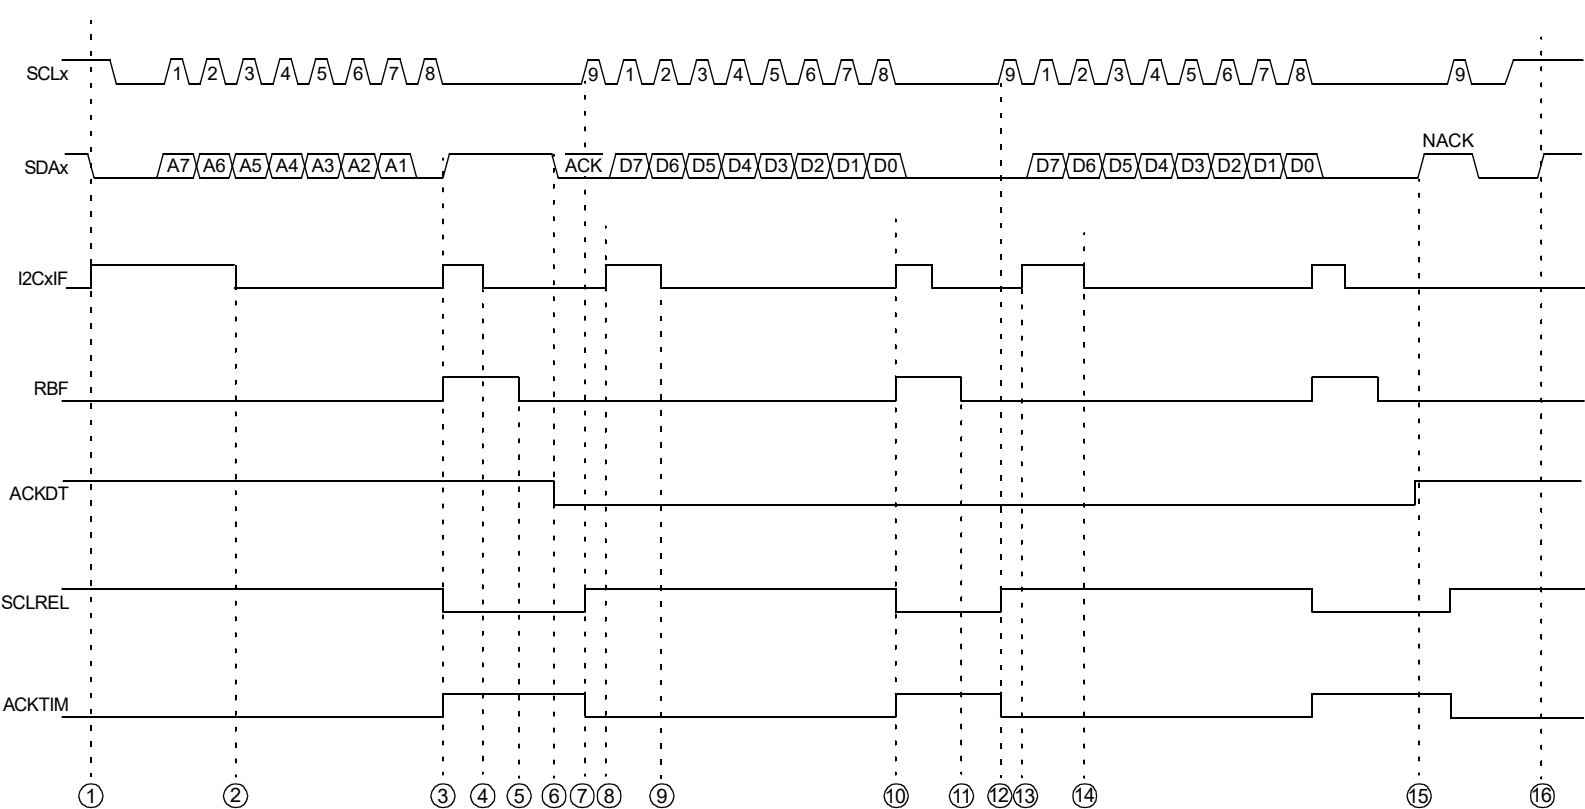 SCLx 1 2 3 4 5 6 7 8 9 1 2 3 4 5 6 7 8 9 1 2 3 4 5 6 7 8 9
NACK
SDAx A7 A6 A5 A4 A3 A2 A1 ACK D7 D6 D5 D4 D3 D2 D1 D0 D7 D6 D5 D4 D3 D2 D1 D0
I2CxIF
RBF
ACKDT
SCLREL
ACKTIM
1 2 3 4 5 6 7 8 9 10 11 12 13 14 15 16